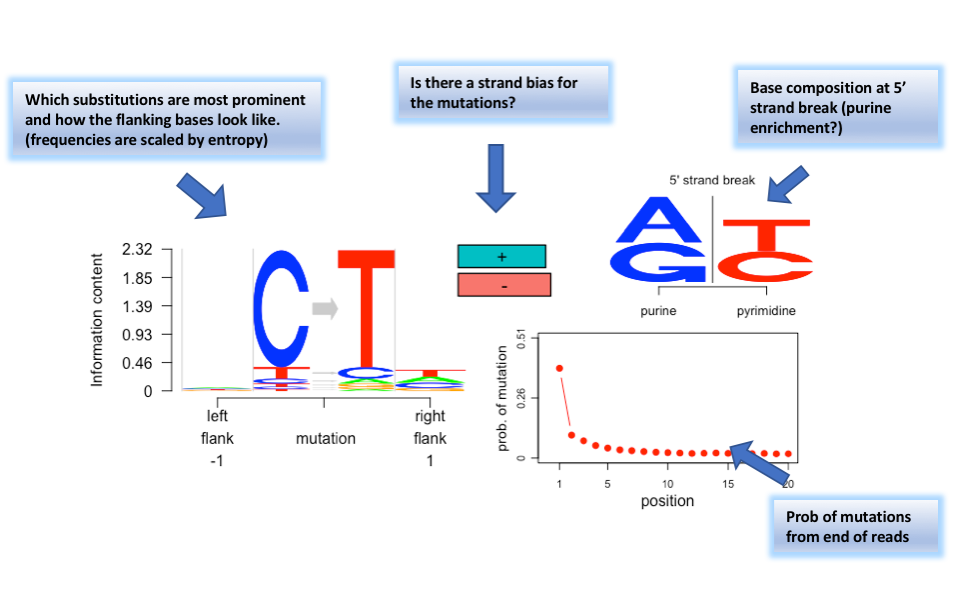 Which substitutions are most prominent
and how the flanking bases look like.
(frequencies are scaled by entropy)
Is there a strand bias for
the mutations?
Base composition at 5’
strand break (purine
enrichment?)
5' strand break
A
G
T
C
purine
pyrimidine
Information content
2.32
1.85
1.39
0.93
0.46
0
C
T
left
flank
-1
mutation
right
flank
1
+
-
prob. of mutation
0.51
0.26
0
1
5
10
15
20
position
Prob of mutations
from end of reads